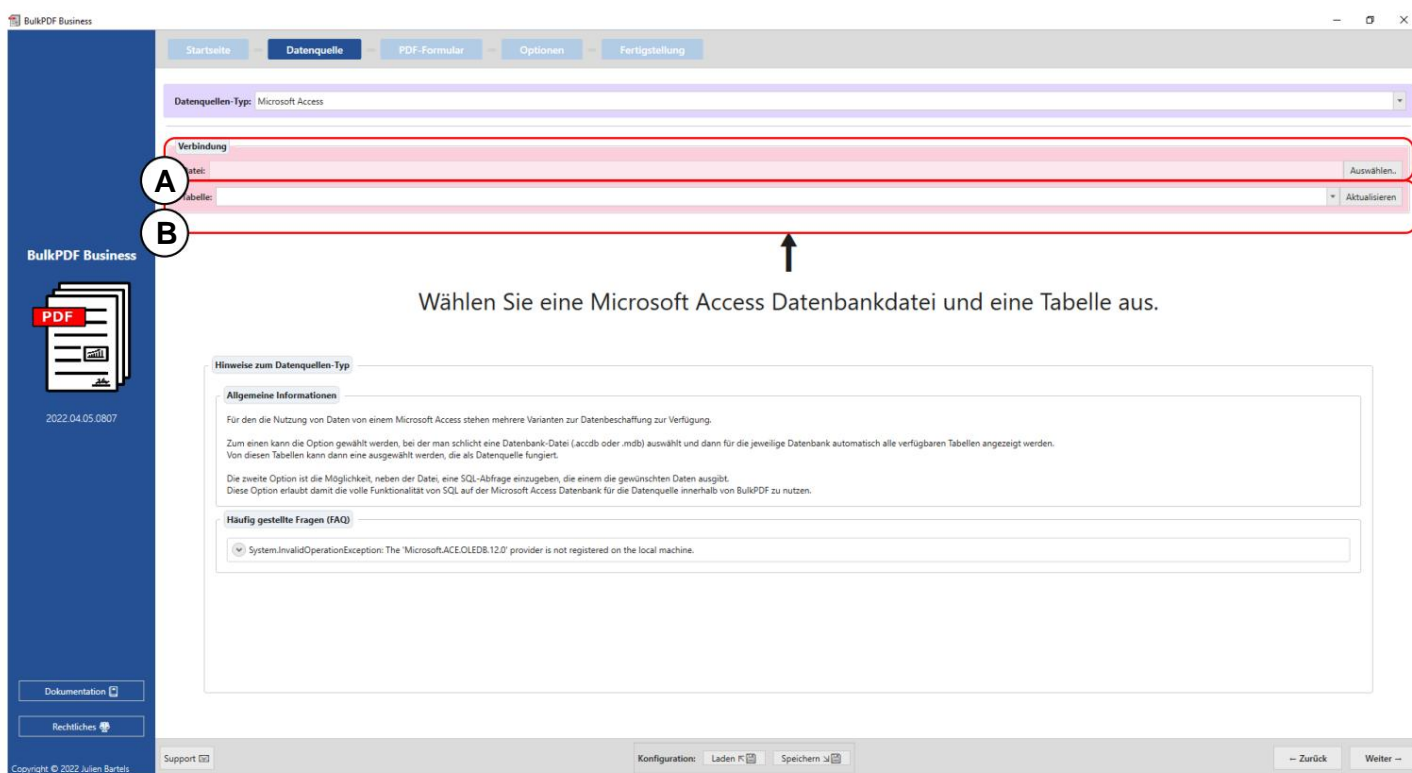 BulkPDF Business
Startseite
Datenquelle
PDF-Formular
Optionen
Fertigstellung
Datenquellen-Typ: Microsoft Access
Verbindung
Datei:
Auswählen..
A
Tabelle:
Aktualisieren
B
BulkPDF Business
PDF
2022.04.05.0807
Wählen Sie eine Microsoft Access Datenbankdatei und eine Tabelle aus.
Hinweise zum Datenquellen-Typ
Allgemeine Informationen
Für den die Nutzung von Daten von einem Microsoft Access stehen mehrere Varianten zur Datenbeschaffung zur Verfügung.
Zum einen kann die Option gewählt werden, bei der man schlicht eine Datenbank-Datei (.accdb oder .mdb) auswählt und dann für die jeweilige Datenbank automatisch alle verfügbaren Tabellen angezeigt werden.
Von diesen Tabellen kann dann eine ausgewählt werden, die als Datenquelle fungiert.
Die zweite Option ist die Möglichkeit, neben der Datei, eine SQL-Abfrage einzugeben, die einem die gewünschten Daten ausgibt.
Diese Option erlaubt damit die volle Funktionalität von SQL auf der Microsoft Access Datenbank für die Datenquelle innerhalb von BulkPDF zu nutzen.
Häufig gestellte Fragen (FAQ)
System.InvalidOperationException: The 'Microsoft.ACE.OLEDB.12.0' provider is not registered on the local machine.
Dokumentation
Rechtliches
Copyright © 2022 Julien Bartels
Support
Konfiguration:
Laden
Speichern
Zurück
Weiter